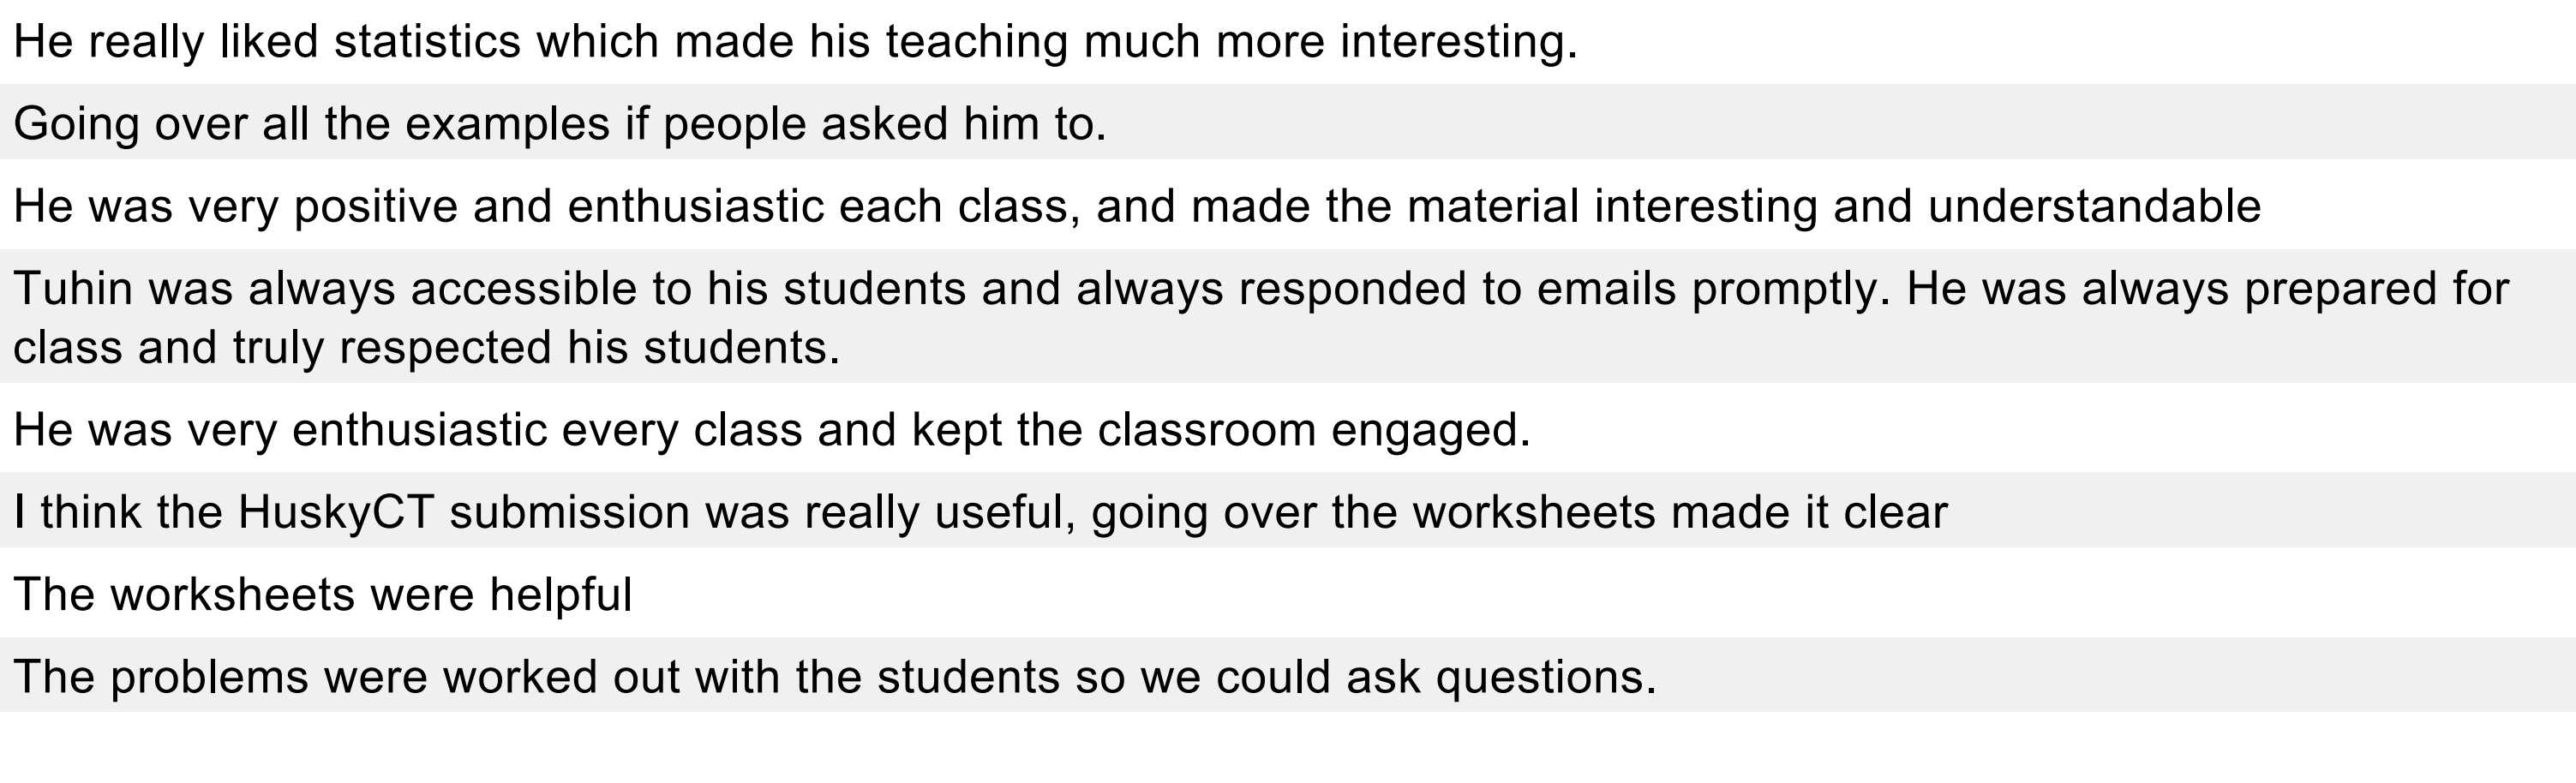 He really liked statistics which made his teaching much more interesting.
Going over all the examples if people asked him to.
He was very positive and enthusiastic each class, and made the material interesting and understandable
Tuhin was always accessible to his students and always responded to emails promptly. He was always prepared for
class and truly respected his students.
He was very enthusiastic every class and kept the classroom engaged.
I think the HuskyCT submission was really useful, going over the worksheets made it clear
The worksheets were helpful
The problems were worked out with the students so we could ask questions.